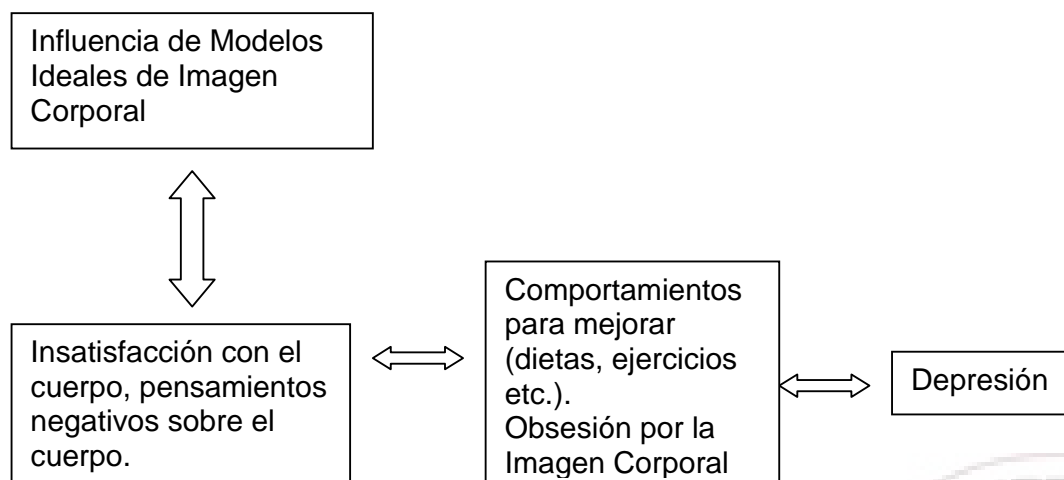 Influencia de Modelos
Ideales de Imagen
Corporal
Insatisfacción con el
cuerpo, pensamientos
negativos sobre el
cuerpo.
Comportamientos
para mejorar
(dietas, ejercicios
etc.).
Obsesión por la
Imagen Corporal
Depresión